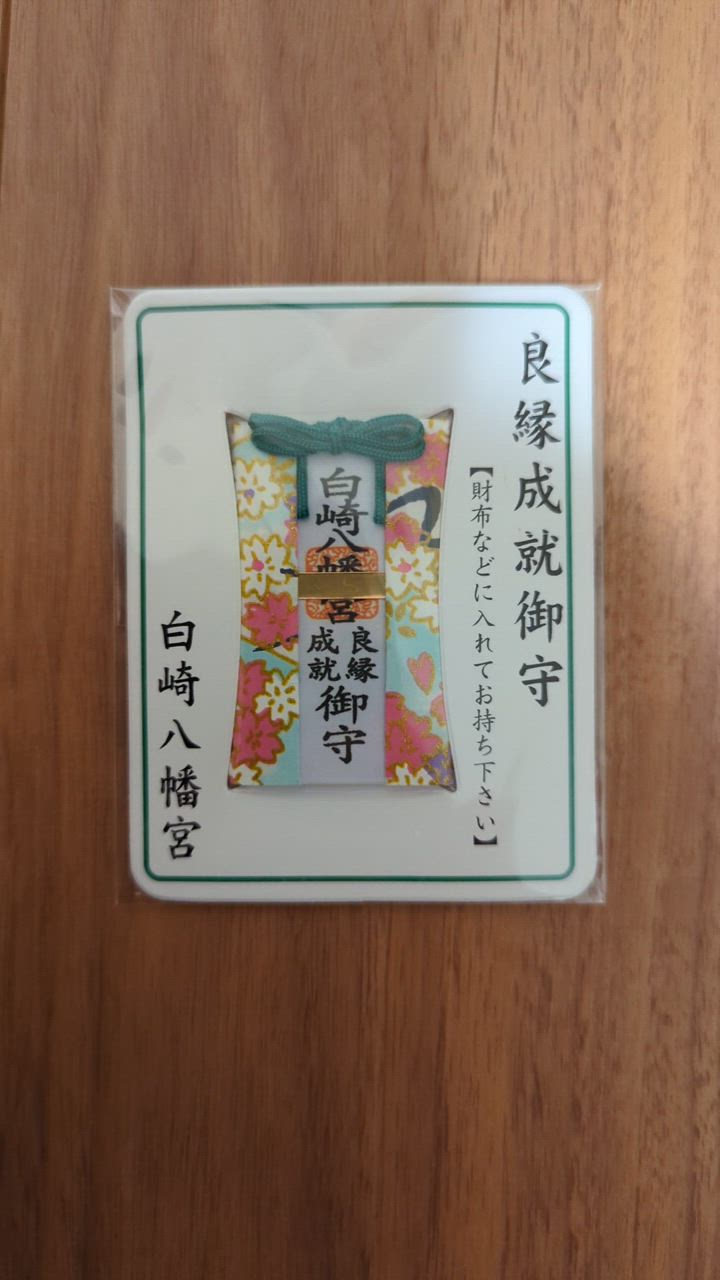 良縁成就御守
【財布などに入れてお持ち下さい】
白崎八幡宮
良縁
成就
御守
白崎八幡宮